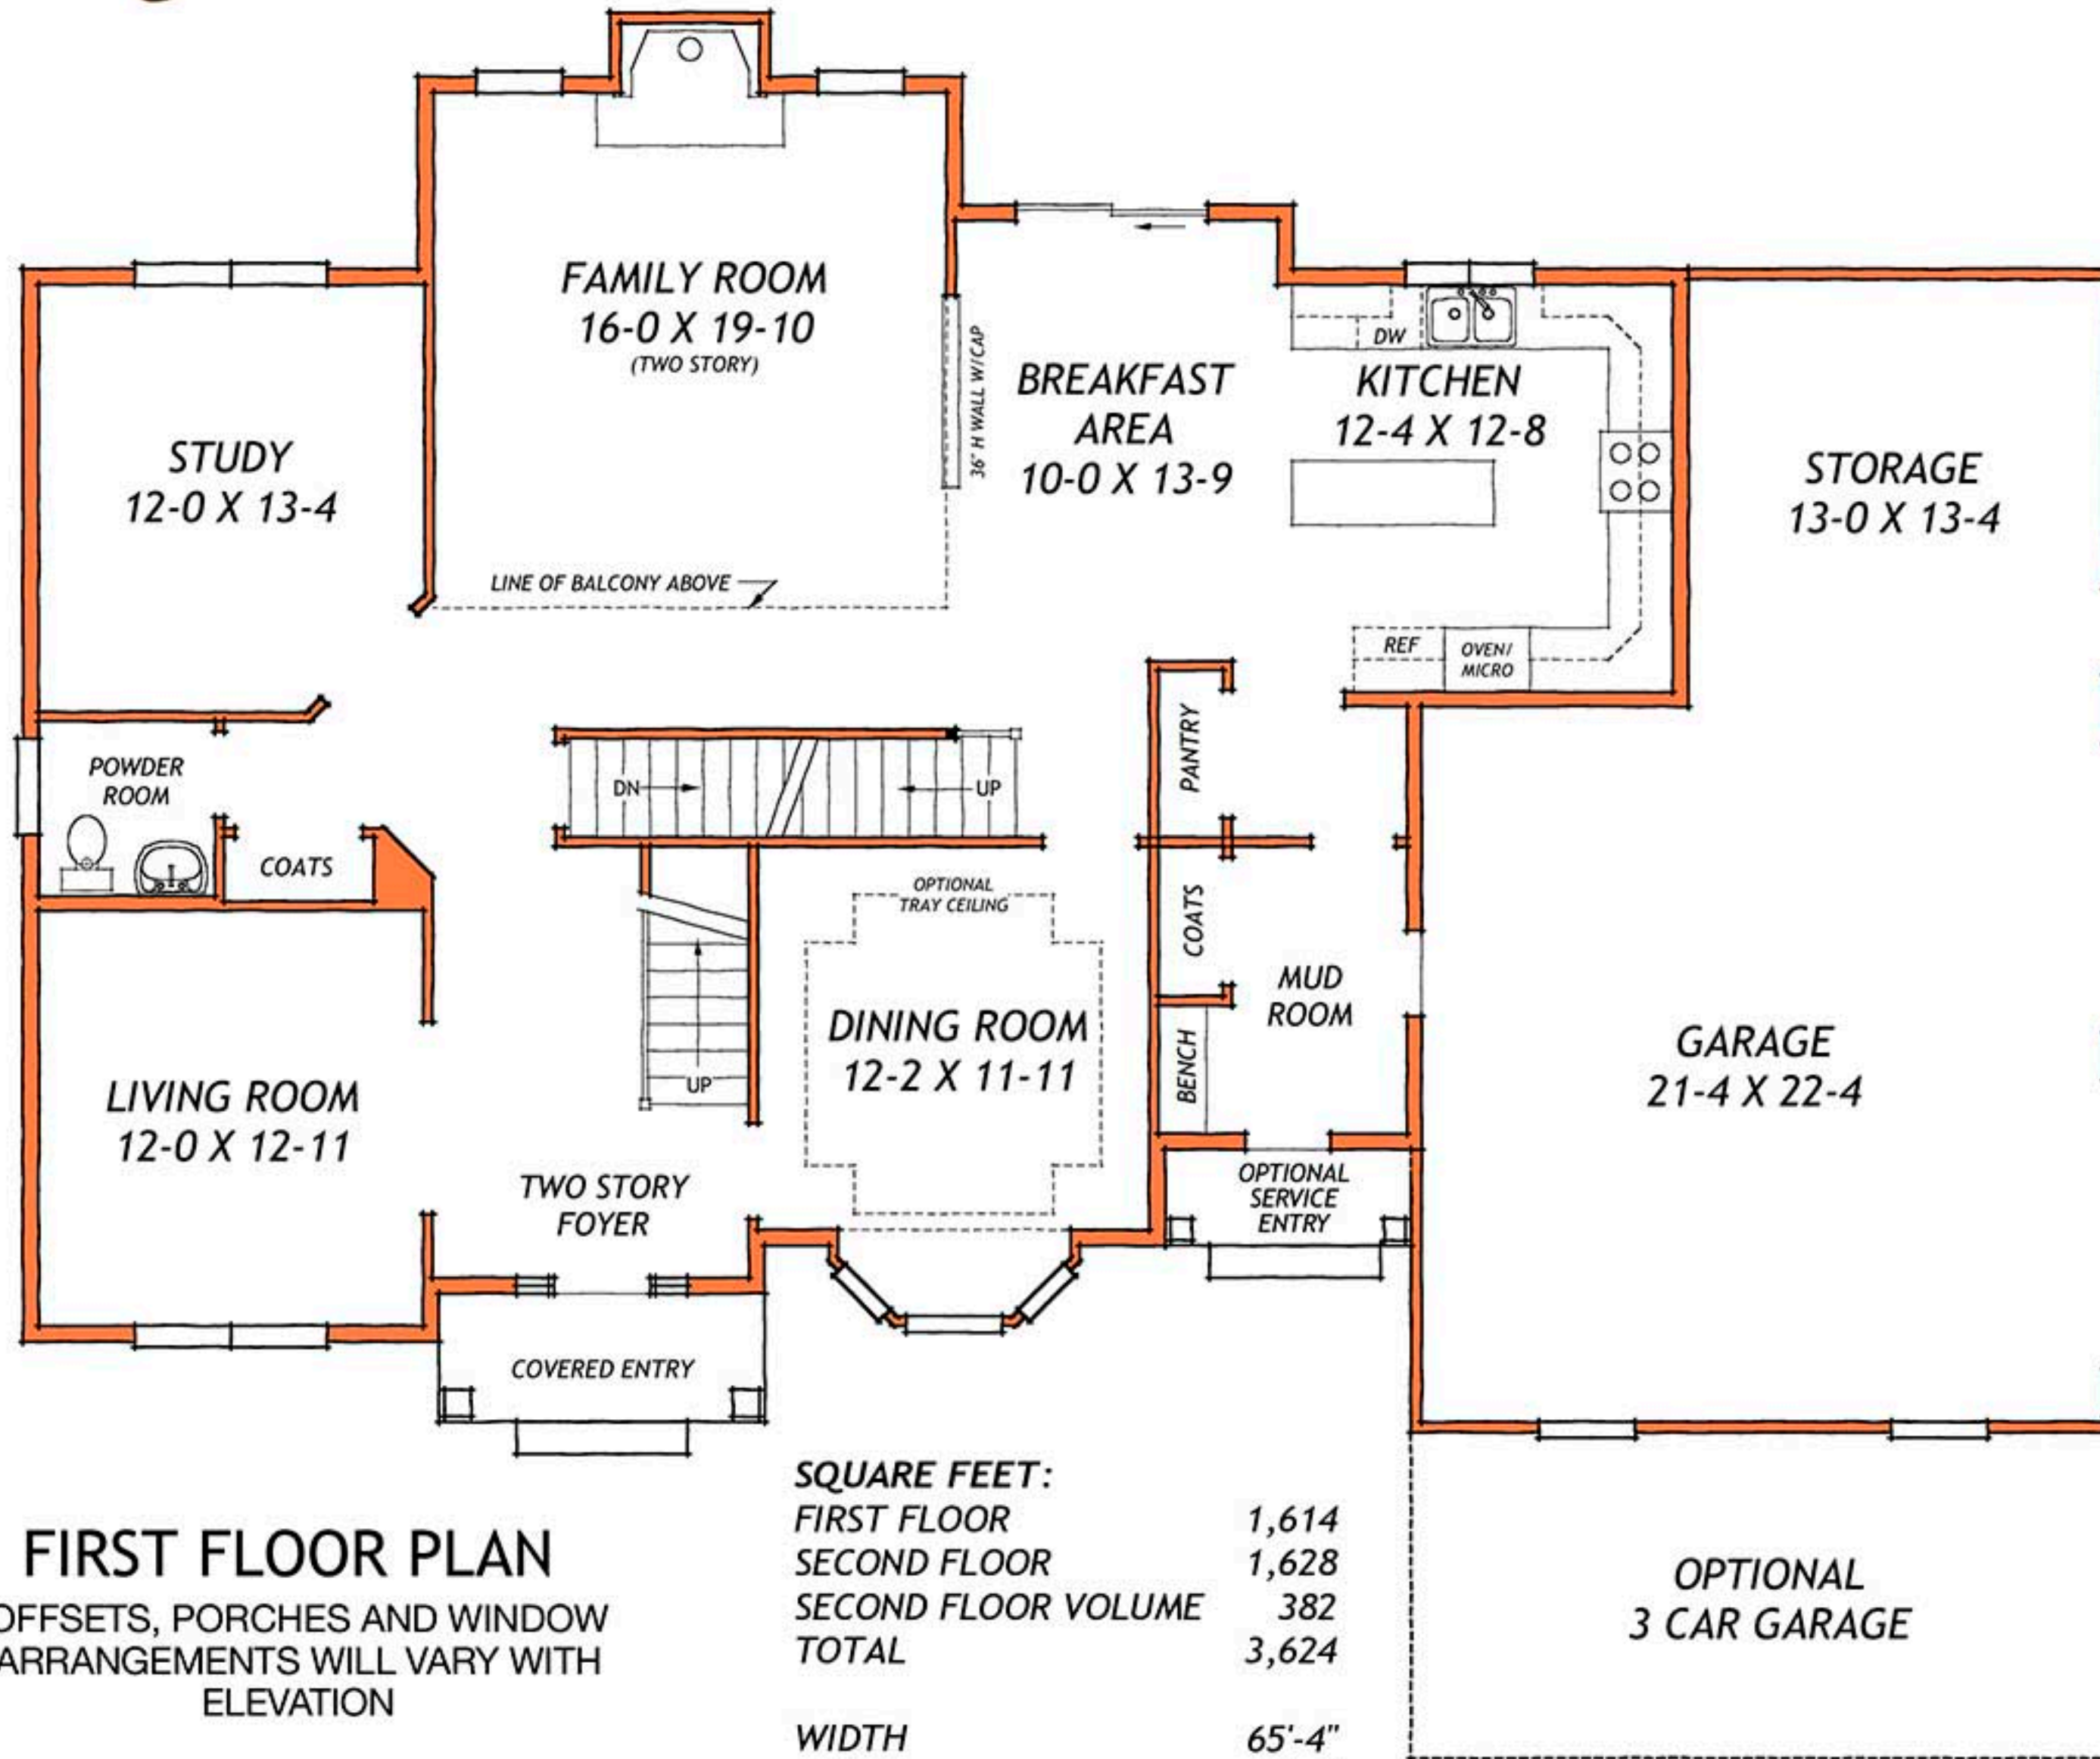 FAMILY ROOM
16-0 X 19-10
(TWO STORY)
36" H WALL W/CAP
BREAKFAST
AREA
10-0 X 13-9
DW
KITCHEN
12-4 X 12-8
STUDY
12-0 X 13-4
STORAGE
13-0 X 13-4
LINE OF BALCONY ABOVE
REF
OVEN/
MICRO
PANTRY
POWDER
ROOM
DN
UP
COATS
OPTIONAL
TRAY CEILING
COATS
MUD
ROOM
DINING ROOM
12-2 X 11-11
UP
BENCH
GARAGE
21-4 X 22-4
LIVING ROOM
12-0 X 12-11
TWO STORY
FOYER
OPTIONAL
SERVICE
ENTRY
COVERED ENTRY
SQUARE FEET:
FIRST FLOOR 1,614
SECOND FLOOR 1,628
SECOND FLOOR VOLUME 382
TOTAL 3,624
WIDTH 65'-4"
FIRST FLOOR PLAN
OFFSETS, PORCHES AND WINDOW
ARRANGEMENTS WILL VARY WITH
ELEVATION
OPTIONAL
3 CAR GARAGE